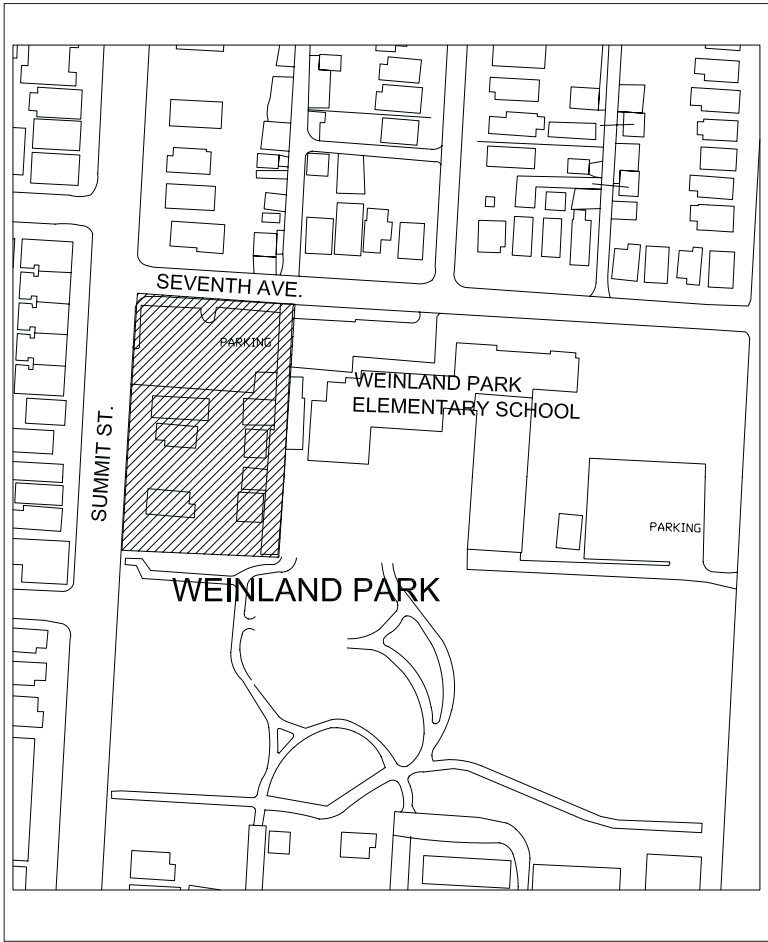 SEVENTH AVE.
PARKING
WEINLAND PARK
ELEMENTARY SCHOOL
SUMMIT ST.
PARKING
WEINLAND PARK